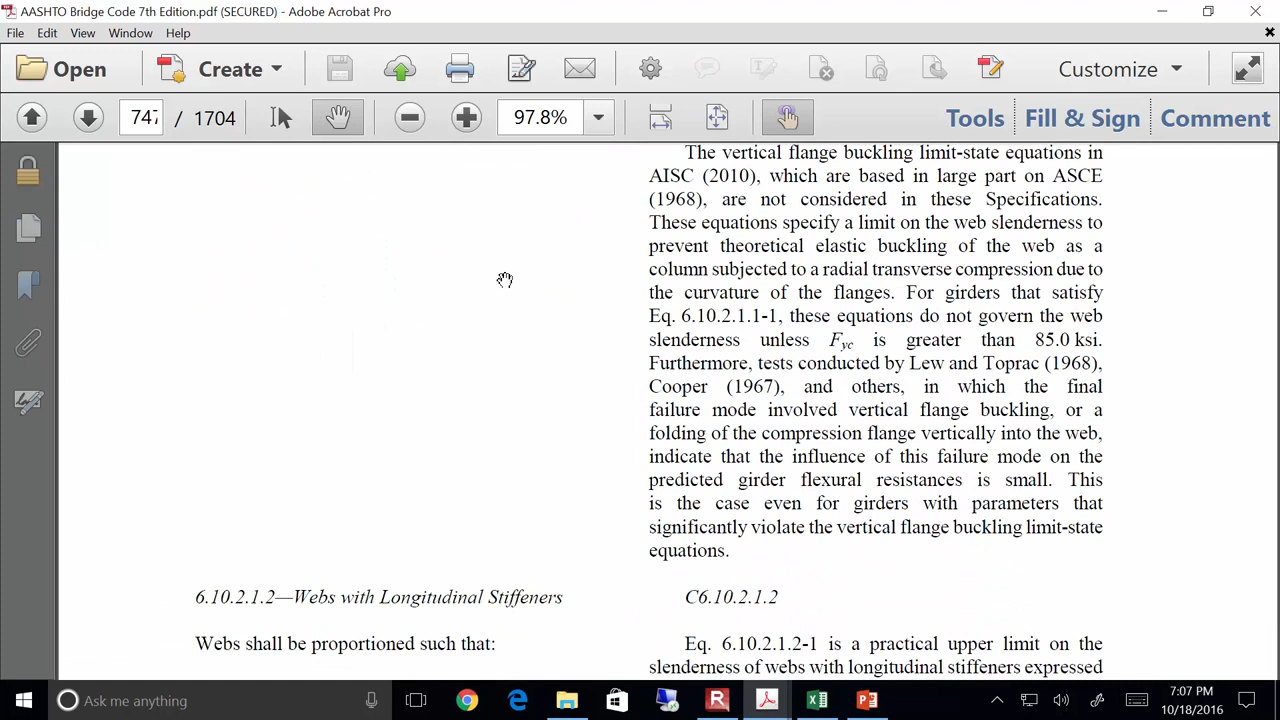 AASHTO Bridge Code 7th Edition.pdf (SECURED) - Adobe Acrobat Pro
File Edit View Window Help
Open Create Customize
747 / 1704 97.8% Tools Fill & Sign Comment
The vertical flange buckling limit-state equations in
AISC (2010), which are based in large part on ASCE
(1968), are not considered in these Specifications.
These equations specify a limit on the web slenderness to
prevent theoretical elastic buckling of the web as a
column subjected to a radial transverse compression due to
the curvature of the flanges. For girders that satisfy
Eq. 6.10.2.1.1-1, these equations do not govern the web
slenderness unless Fyc is greater than 85.0 ksi.
Furthermore, tests conducted by Lew and Toprac (1968),
Cooper (1967), and others, in which the final
failure mode involved vertical flange buckling, or a
folding of the compression flange vertically into the web,
indicate that the influence of this failure mode on the
predicted girder flexural resistances is small. This
is the case even for girders with parameters that
significantly violate the vertical flange buckling limit-state
equations.
6.10.2.1.2—Webs with Longitudinal Stiffeners
Webs shall be proportioned such that:
C6.10.2.1.2
Eq. 6.10.2.1.2-1 is a practical upper limit on the
slenderness of webs with longitudinal stiffeners expressed
Ask me anything
7:07 PM
10/18/2016